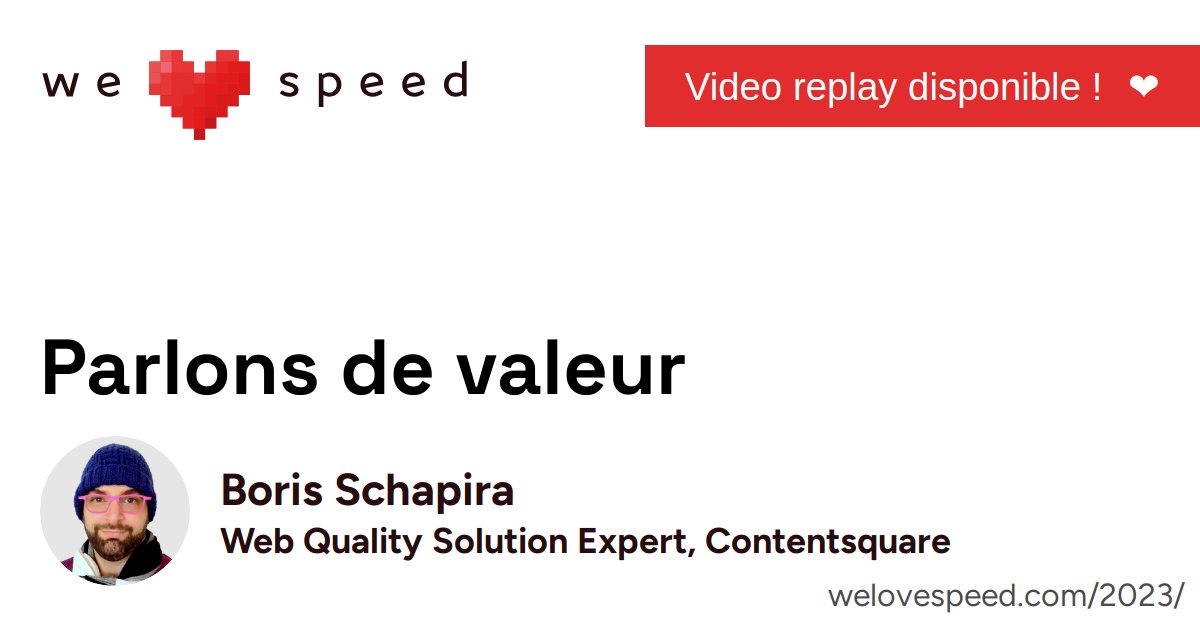 we ❤ speed
Video replay disponible ! ❤
Parlons de valeur
Boris Schapira
Web Quality Solution Expert, Contentsquare
welovespeed.com/2023/